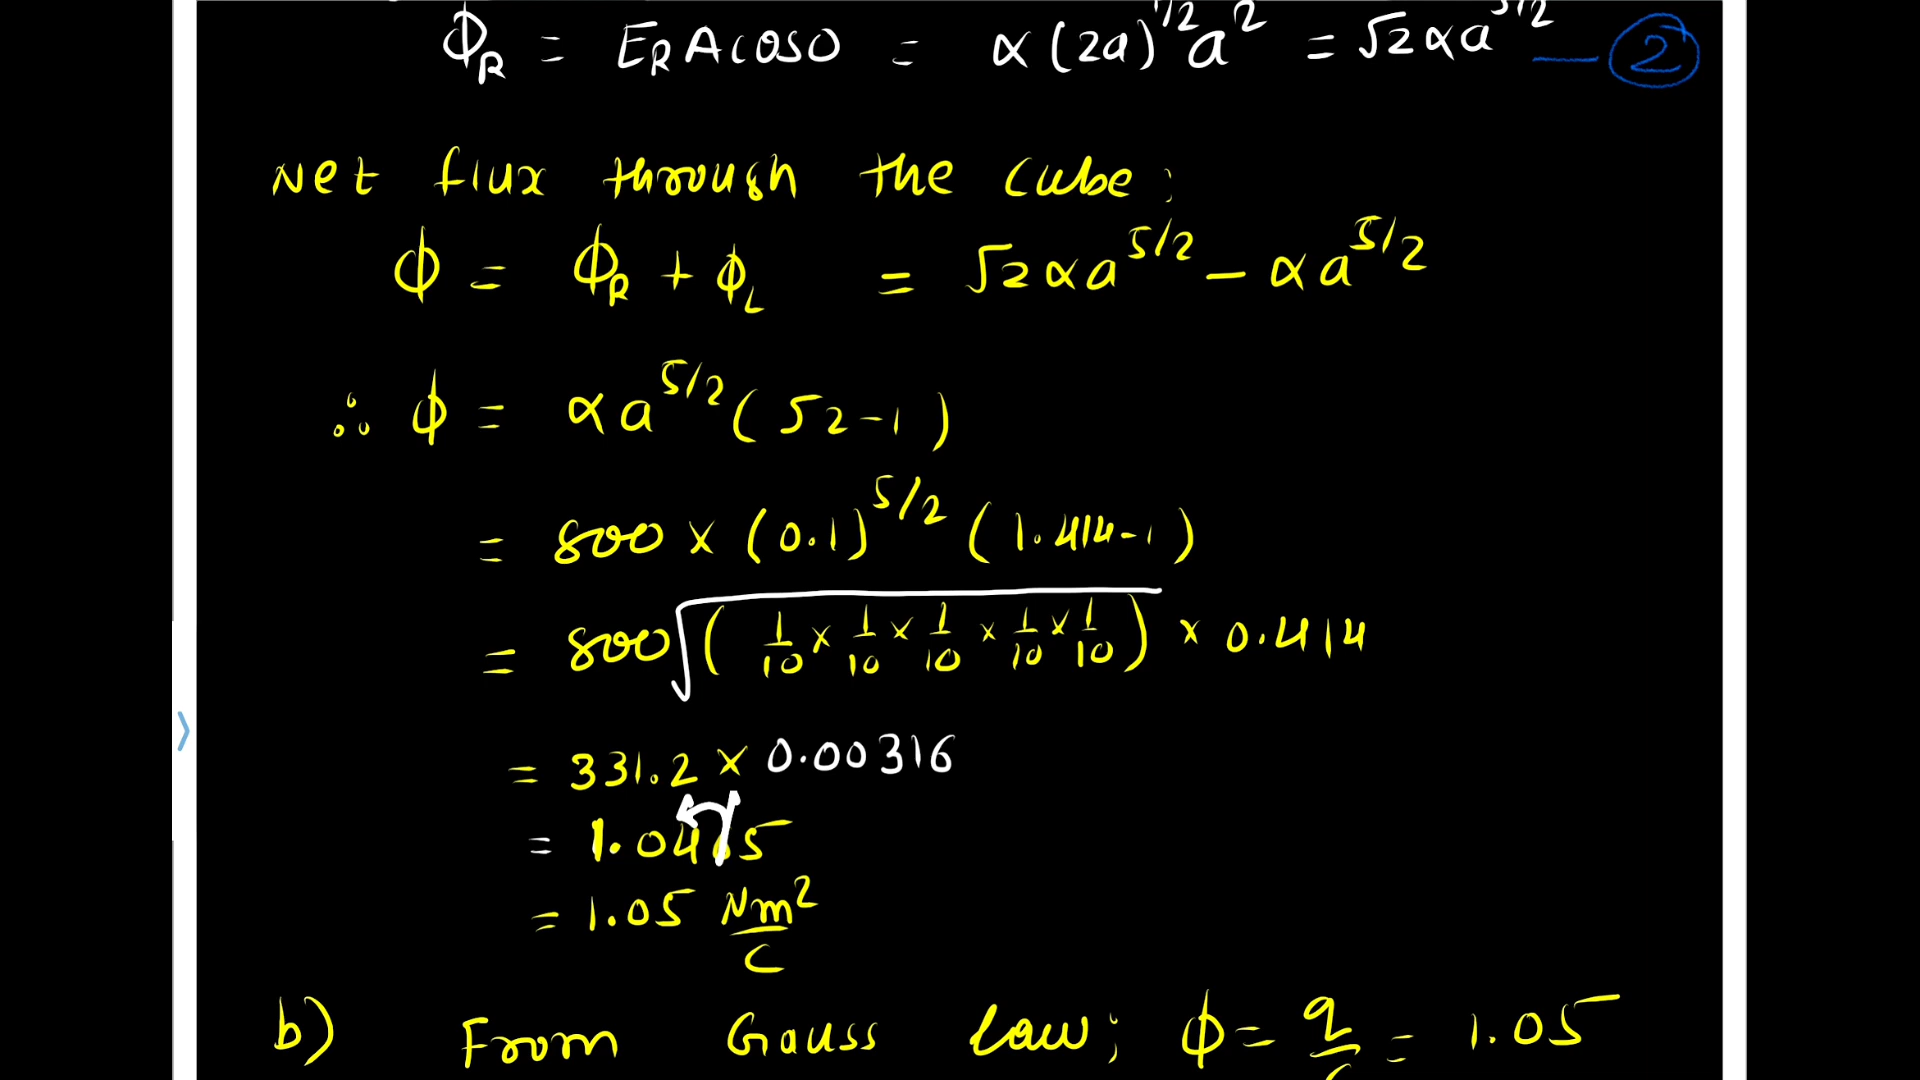 ϕ_R = E_R A cos0 = α (2a)^1/2 a^2 = √2 α a^5/2 — (2)
Net flux through the cube;
ϕ = ϕ_R + ϕ_L = √2 α a^5/2 − α a^5/2
∴ ϕ = α a^5/2 (√2 − 1)
= 800 × (0.1)^5/2 (1.414 − 1)
= 800 √(1/10 × 1/10 × 1/10 × 1/10 × 1/10) × 0.414
= 331.2 × 0.00316
= 1.0465
= 1.05 Nm²/C
b) From Gauss law; ϕ = q/ = 1.05